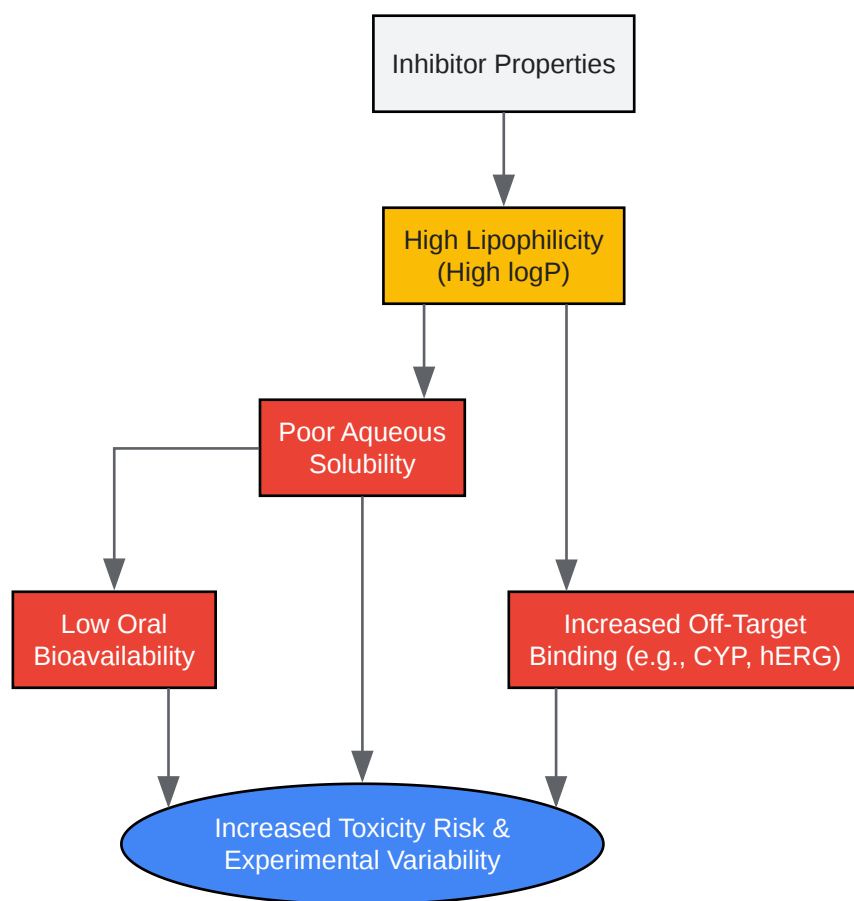 Inhibitor Properties
High Lipophilicity
(High logP)
Poor Aqueous
Solubility
Low Oral
Bioavailability
Increased Off-Target
Binding (e.g., CYP, hERG)
Increased Toxicity Risk &
Experimental Variability